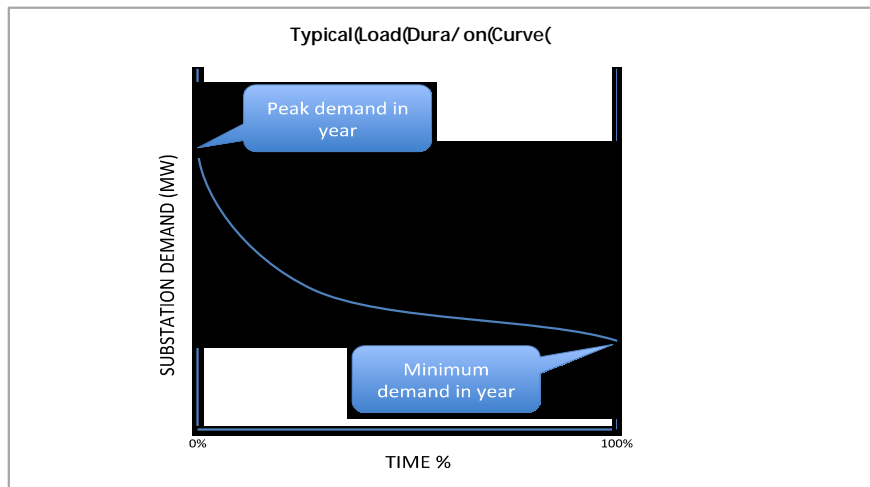 Typical(Load(Dura/ on(Curve(
Peak demand in
year
SUBSTATION DEMAND (MW)
Minimum
demand in year
0%
100%
TIME %